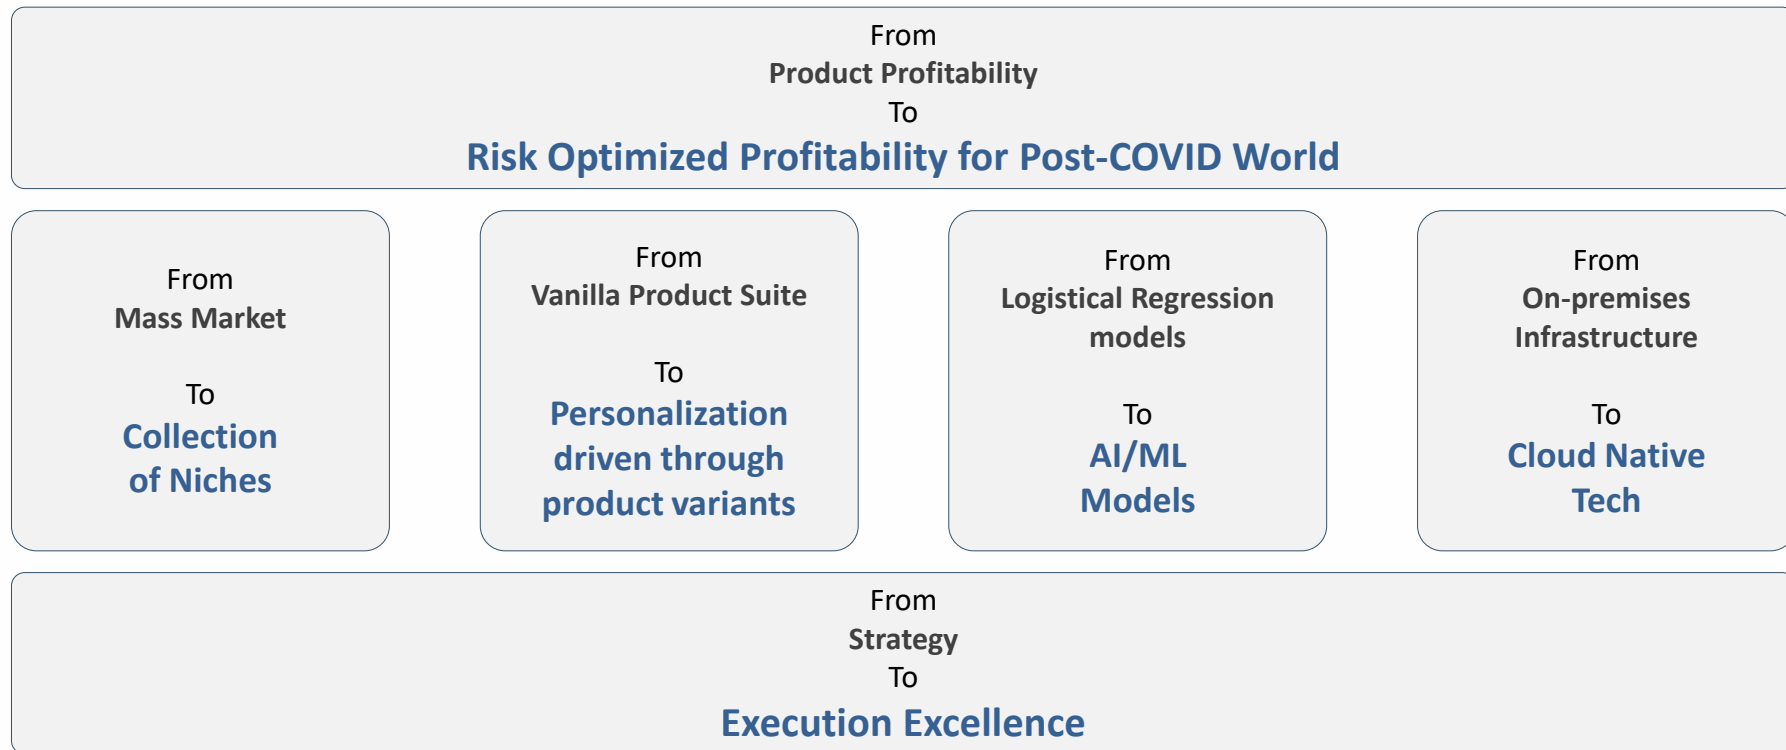 From
Product Profitability
To
Risk Optimized Profitability for Post-COVID World
From
Mass Market
To
Collection
of Niches
From
Vanilla Product Suite
To
Personalization
driven through
product variants
From
Logistical Regression
models
To
AI/ML
Models
From
On-premises
Infrastructure
To
Cloud Native
Tech
From
Strategy
To
Execution Excellence